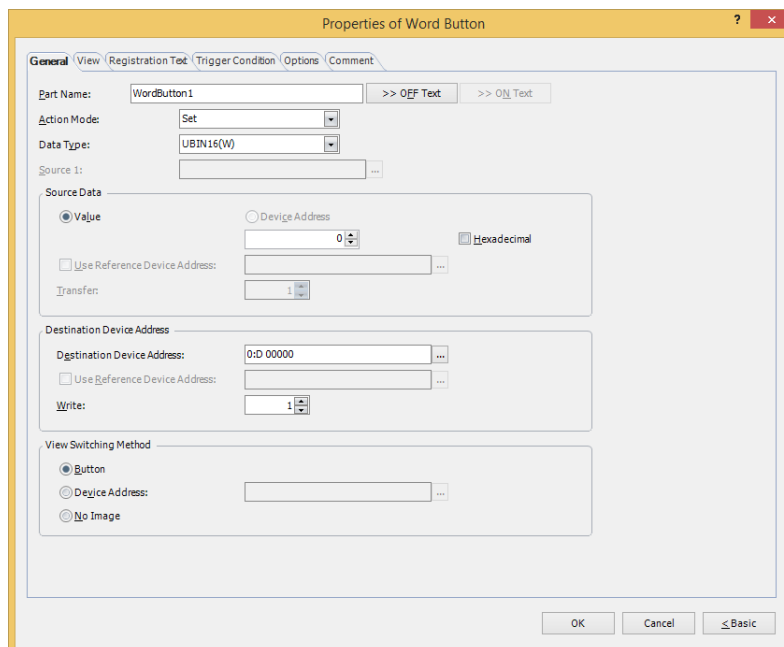 Properties of Word Button
? ×
General View Registration Text Trigger Condition Options Comment
Part Name: WordButton1 >> OFF Text >> ON Text
Action Mode: Set
Data Type: UBIN16(W)
Source 1: ...
Source Data
Value Device Address
0 Hexadecimal
Use Reference Device Address: ...
Transfer: 1
Destination Device Address
Destination Device Address: 0:D 00000 ...
Use Reference Device Address: ...
Write: 1
View Switching Method
Button
Device Address: ...
No Image
OK Cancel < Basic